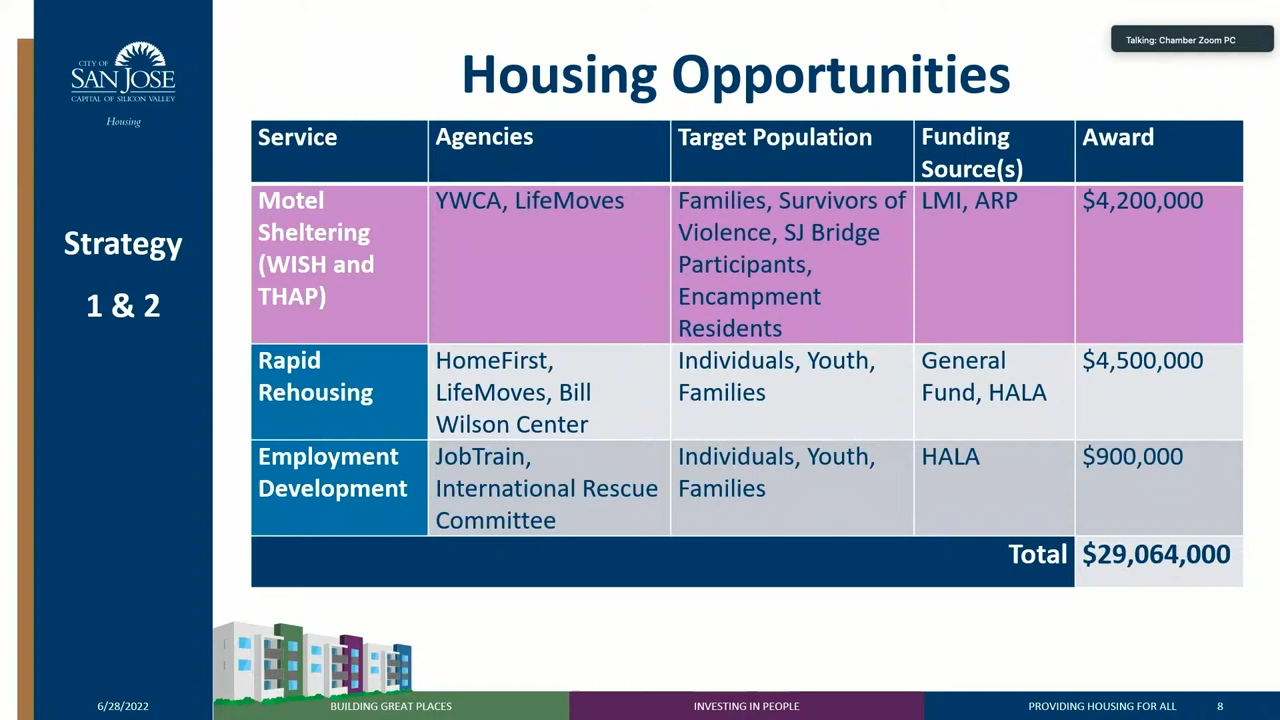 Talking: Chamber Zoom PC
CITY OF
SAN JOSE
CAPITAL OF SILICON VALLEY
Housing
Strategy
1 & 2
Housing Opportunities
Service Agencies Target Population Funding Source(s) Award
Motel Sheltering (WISH and THAP) YWCA, LifeMoves Families, Survivors of Violence, SJ Bridge Participants, Encampment Residents LMI, ARP $4,200,000
Rapid Rehousing HomeFirst, LifeMoves, Bill Wilson Center Individuals, Youth, Families General Fund, HALA $4,500,000
Employment Development JobTrain, International Rescue Committee Individuals, Youth, Families HALA $900,000
Total $29,064,000
6/28/2022 BUILDING GREAT PLACES INVESTING IN PEOPLE PROVIDING HOUSING FOR ALL 8